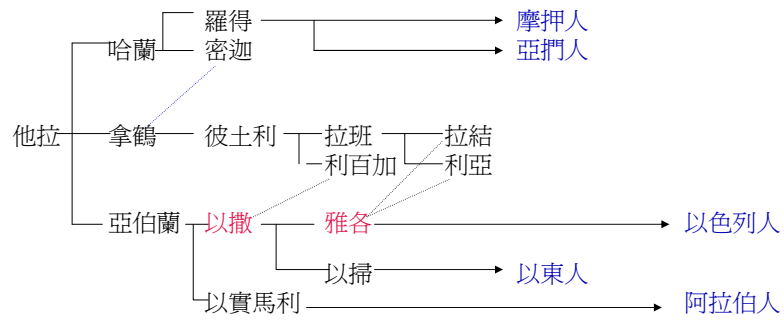 羅得 摩押人
哈蘭 密迦 亞捫人
他拉 拿鶴 彼土利 拉班 拉結
利百加 利亞
亞伯蘭 以撒 雅各 以色列人
以掃 以東人
以實馬利 阿拉伯人